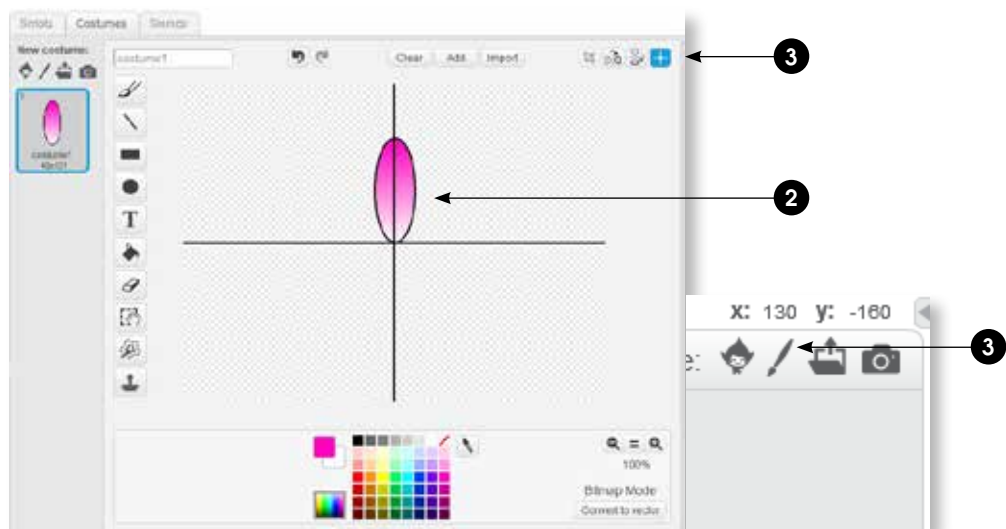 Scripts Costumes Sounds
New costume:
costume1
Clear Add Import
3
1
costume1
2
T
x: 130 y: -160
e:
3
100%
Bitmap Mode
Convert to vector